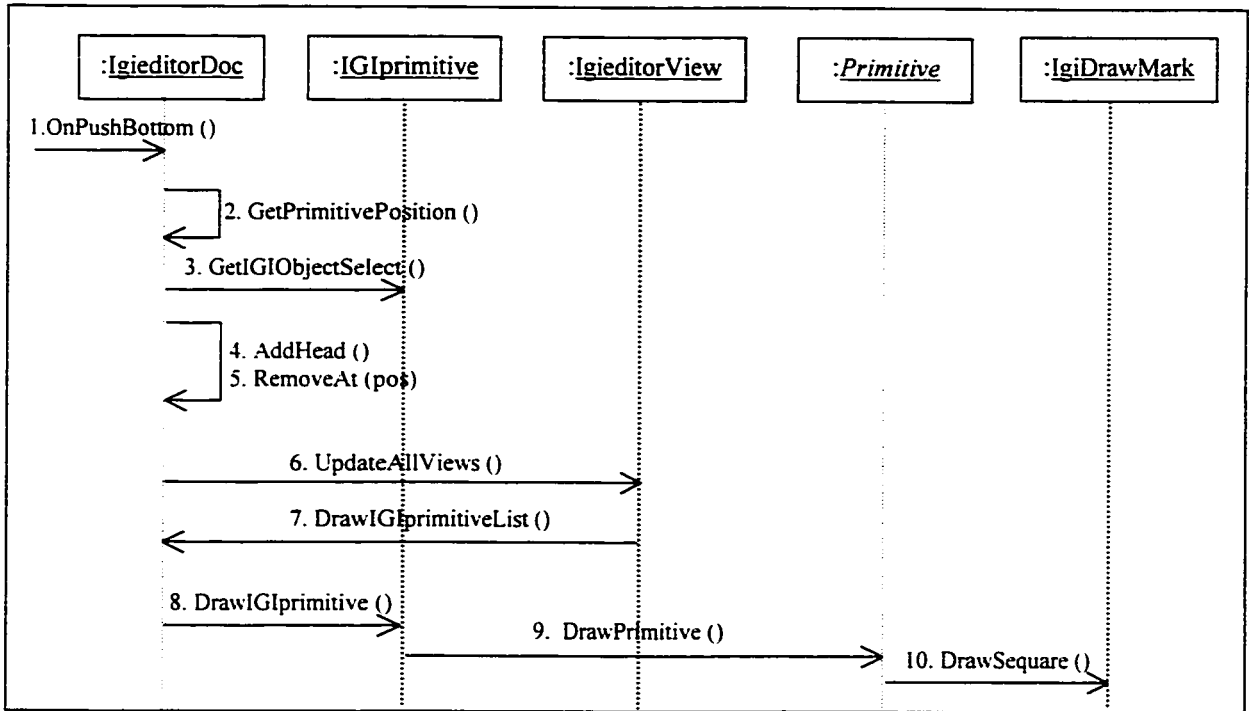 :IgieditorDoc
:IGIprimitive
:IgieditorView
:Primitive
:IgiDrawMark
1.OnPushBottom ()
2. GetPrimitivePosition ()
3. GetIGIObjectSelect ()
4. AddHead ()
5. RemoveAt (pos)
6. UpdateAllViews ()
7. DrawIGIprimitiveList ()
8. DrawIGIprimitive ()
9. DrawPrimitive ()
10. DrawSequare ()